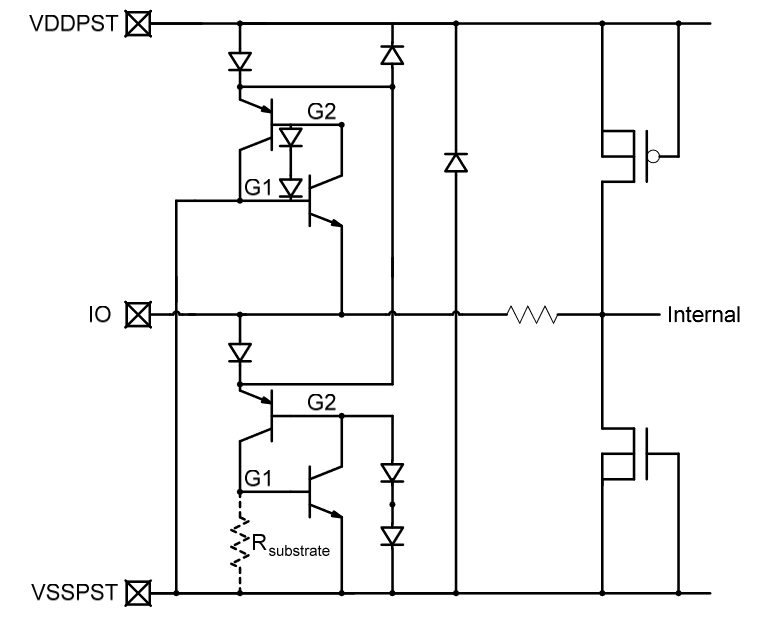 VDDPST
G2
G1
IO
Internal
G2
G1
Rsubstrate
VSSPST